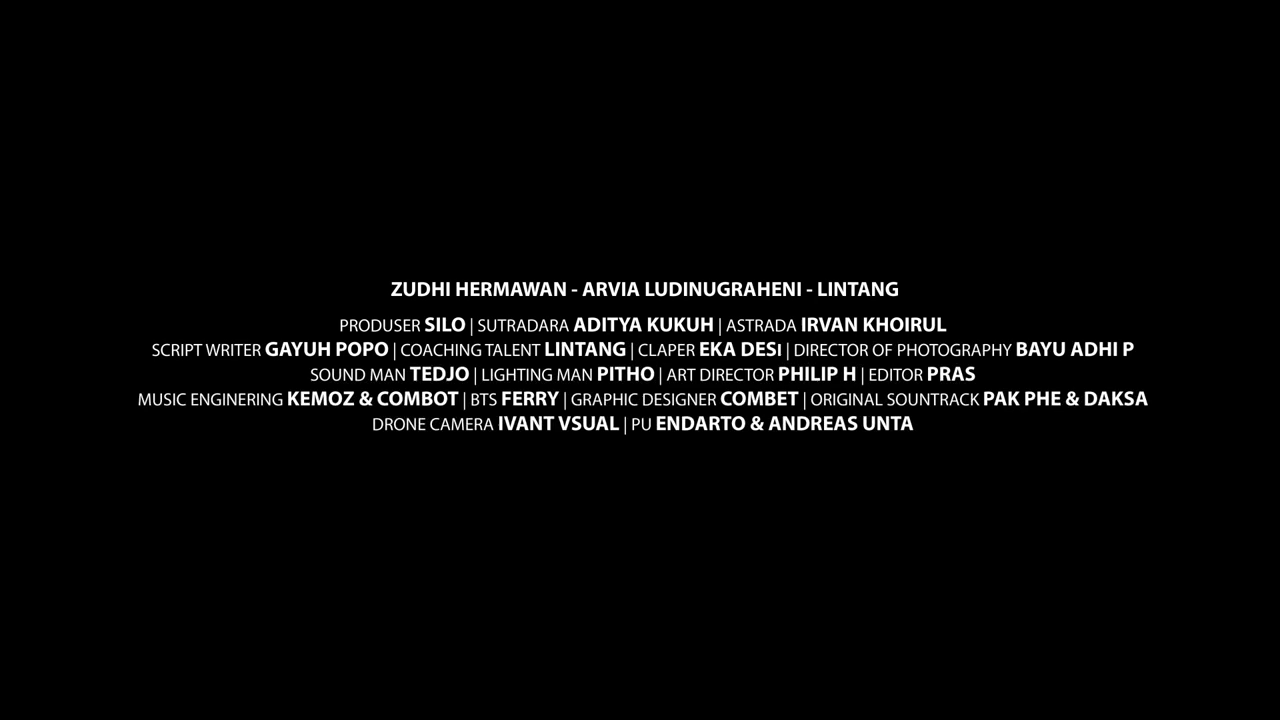 ZUDHI HERMAWAN - ARVIA LUDINUGRAHENI - LINTANG
PRODUSER SILO | SUTRADARA ADITYA KUKUH | ASTRADA IRVAN KHOIRUL
SCRIPT WRITER GAYUH POPO | COACHING TALENT LINTANG | CLAPER EKA DESI | DIRECTOR OF PHOTOGRAPHY BAYU ADHI P
SOUND MAN TEDJO | LIGHTING MAN PITHO | ART DIRECTOR PHILIP H | EDITOR PRAS
MUSIC ENGINERING KEMOZ & COMBOT | BTS FERRY | GRAPHIC DESIGNER COMBET | ORIGINAL SOUNTRACK PAK PHE & DAKSA
DRONE CAMERA IVANT VSUAL | PU ENDARTO & ANDREAS UNTA